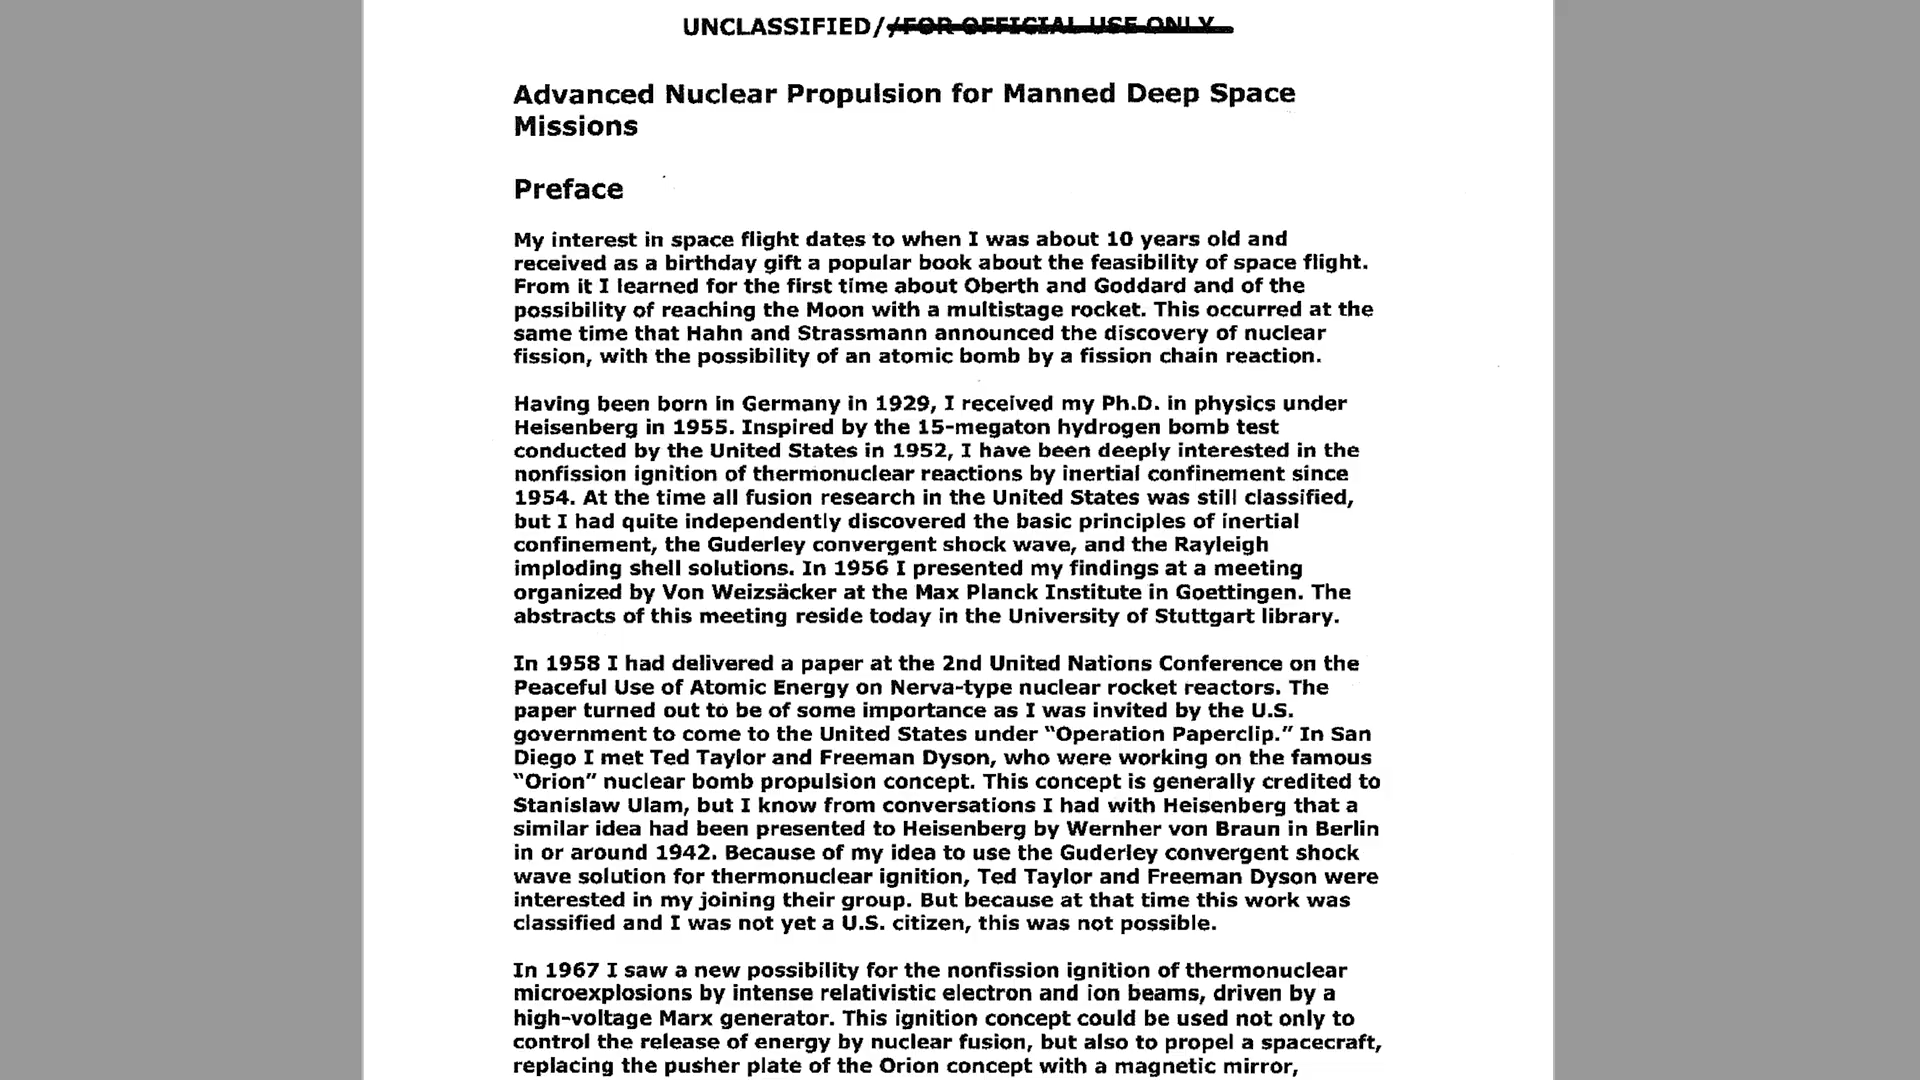 UNCLASSIFIED//FOR OFFICIAL USE ONLY
Advanced Nuclear Propulsion for Manned Deep Space
Missions
Preface
My interest in space flight dates to when I was about 10 years old and
received as a birthday gift a popular book about the feasibility of space flight.
From it I learned for the first time about Oberth and Goddard and of the
possibility of reaching the Moon with a multistage rocket. This occurred at the
same time that Hahn and Strassmann announced the discovery of nuclear
fission, with the possibility of an atomic bomb by a fission chain reaction.
Having been born in Germany in 1929, I received my Ph.D. in physics under
Heisenberg in 1955. Inspired by the 15-megaton hydrogen bomb test
conducted by the United States in 1952, I have been deeply interested in the
nonfission ignition of thermonuclear reactions by inertial confinement since
1954. At the time all fusion research in the United States was still classified,
but I had quite independently discovered the basic principles of inertial
confinement, the Guderley convergent shock wave, and the Rayleigh
imploding shell solutions. In 1956 I presented my findings at a meeting
organized by Von Weizsäcker at the Max Planck Institute in Goettingen. The
abstracts of this meeting reside today in the University of Stuttgart library.
In 1958 I had delivered a paper at the 2nd United Nations Conference on the
Peaceful Use of Atomic Energy on Nerva-type nuclear rocket reactors. The
paper turned out to be of some importance as I was invited by the U.S.
government to come to the United States under “Operation Paperclip.” In San
Diego I met Ted Taylor and Freeman Dyson, who were working on the famous
“Orion” nuclear bomb propulsion concept. This concept is generally credited to
Stanislaw Ulam, but I know from conversations I had with Heisenberg that a
similar idea had been presented to Heisenberg by Wernher von Braun in Berlin
in or around 1942. Because of my idea to use the Guderley convergent shock
wave solution for thermonuclear ignition, Ted Taylor and Freeman Dyson were
interested in my joining their group. But because at that time this work was
classified and I was not yet a U.S. citizen, this was not possible.
In 1967 I saw a new possibility for the nonfission ignition of thermonuclear
microexplosions by intense relativistic electron and ion beams, driven by a
high-voltage Marx generator. This ignition concept could be used not only to
control the release of energy by nuclear fusion, but also to propel a spacecraft,
replacing the pusher plate of the Orion concept with a magnetic mirror,